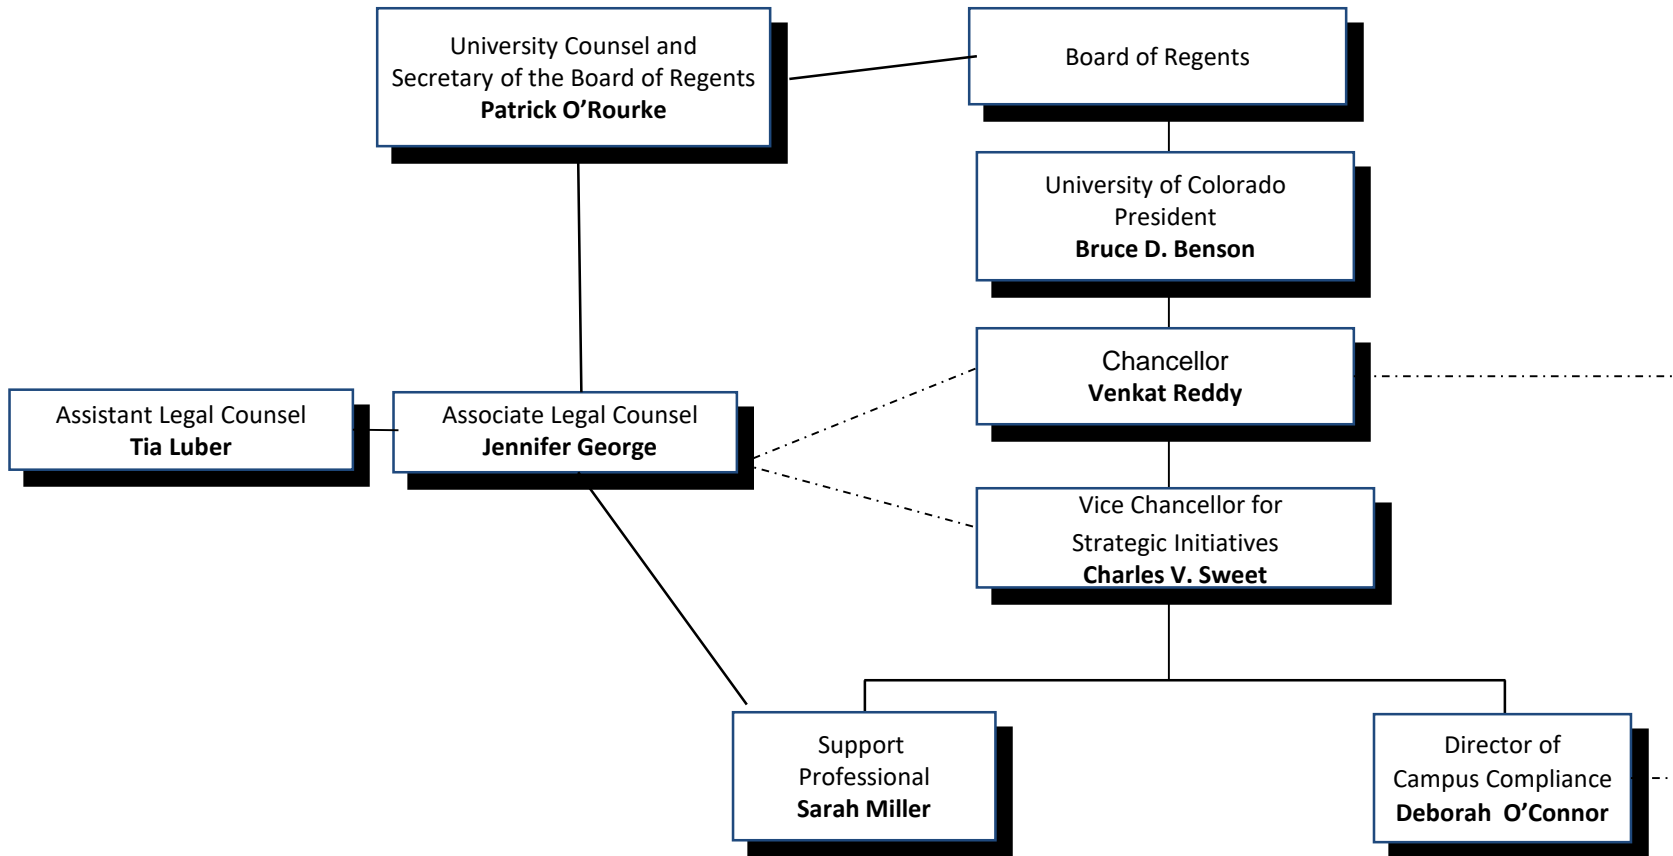 University Counsel and
Secretary of the Board of Regents
Patrick O’Rourke
Board of Regents
University of Colorado
President
Bruce D. Benson
Chancellor
Venkat Reddy
Assistant Legal Counsel
Tia Luber
Associate Legal Counsel
Jennifer George
Vice Chancellor for
Strategic Initiatives
Charles V. Sweet
Support
Professional
Sarah Miller
Director of
Campus Compliance
Deborah O’Connor